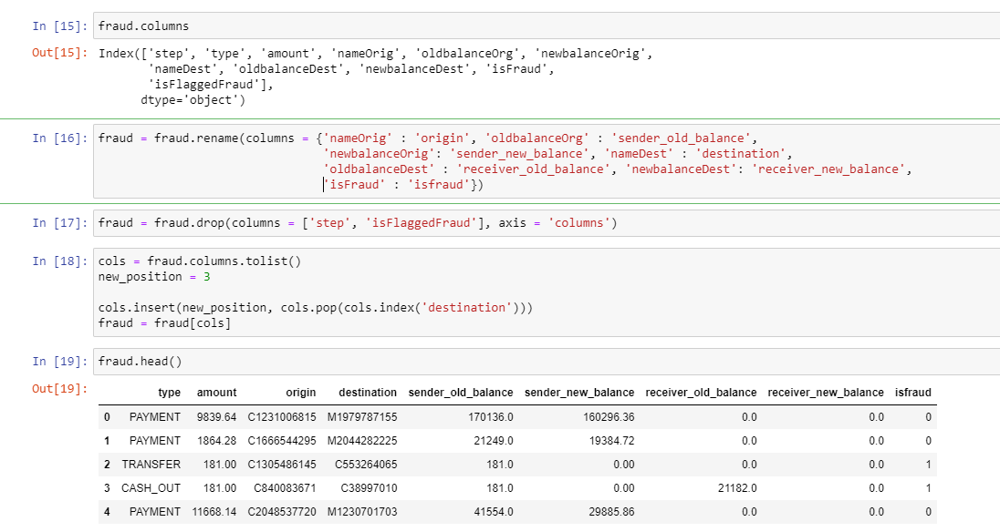 In [15]: fraud.columns
Out[15]: Index(['step', 'type', 'amount', 'nameOrig', 'oldbalanceOrg', 'newbalanceOrig',
'nameDest', 'oldbalanceDest', 'newbalanceDest', 'isFraud',
'isFlaggedFraud'],
dtype='object')
In [16]: fraud = fraud.rename(columns = {'nameOrig' : 'origin', 'oldbalanceOrg' : 'sender_old_balance',
'newbalanceOrig': 'sender_new_balance', 'nameDest' : 'destination',
'oldbalanceDest' : 'receiver_old_balance', 'newbalanceDest': 'receiver_new_balance',
'isFraud' : 'isfraud'})
In [17]: fraud = fraud.drop(columns = ['step', 'isFlaggedFraud'], axis = 'columns')
In [18]: cols = fraud.columns.tolist()
new_position = 3
cols.insert(new_position, cols.pop(cols.index('destination')))
fraud = fraud[cols]
In [19]: fraud.head()
Out[19]:
type amount origin destination sender_old_balance sender_new_balance receiver_old_balance receiver_new_balance isfraud
0 PAYMENT 9839.64 C1231006815 M1979787155 170136.0 160296.36 0.0 0.0 0
1 PAYMENT 1864.28 C1666544295 M2044282225 21249.0 19384.72 0.0 0.0 0
2 TRANSFER 181.00 C1305486145 C553264065 181.0 0.00 0.0 0.0 1
3 CASH_OUT 181.00 C840083671 C38997010 181.0 0.00 21182.0 0.0 1
4 PAYMENT 11668.14 C2048537720 M1230701703 41554.0 29885.86 0.0 0.0 0